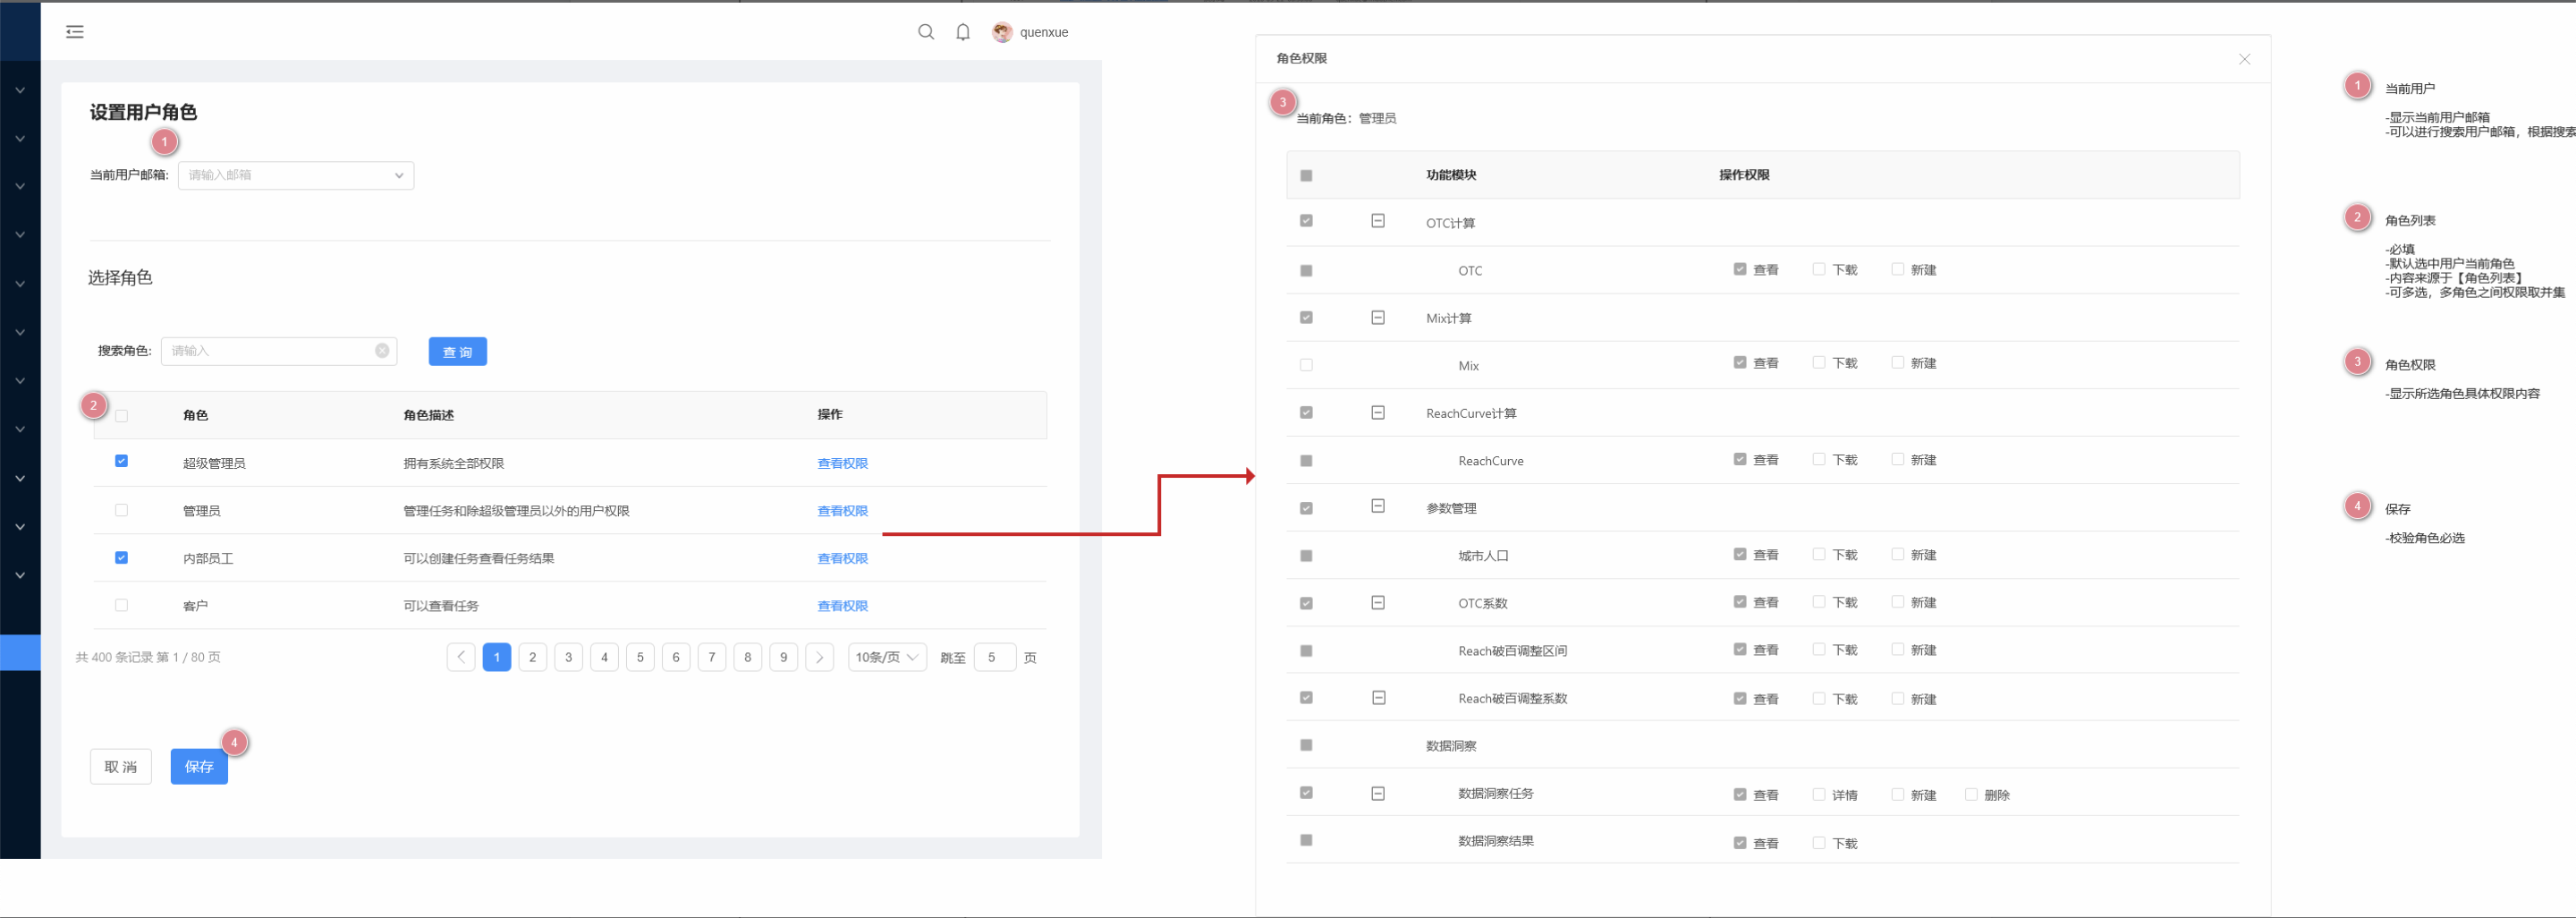 quenxue
设置用户角色
1
当前用户邮箱: 请输入邮箱
选择角色
搜索角色: 请输入 查 询
2
角色 角色描述 操作
超级管理员 拥有系统全部权限 查看权限
管理员 管理任务和除超级管理员以外的用户权限 查看权限
内部员工 可以创建任务查看任务结果 查看权限
客户 可以查看任务 查看权限
共 400 条记录 第 1 / 80 页 1 2 3 4 5 6 7 8 9 10条/页 跳至 5 页
4
取 消 保存
角色权限
3
当前角色：管理员
功能模块 操作权限
OTC计算
OTC 查看 下载 新建
Mix计算
Mix 查看 下载 新建
ReachCurve计算
ReachCurve 查看 下载 新建
参数管理
城市人口 查看 下载 新建
OTC系数 查看 下载 新建
Reach破百调整区间 查看 下载 新建
Reach破百调整系数 查看 下载 新建
数据洞察
数据洞察任务 查看 详情 新建 删除
数据洞察结果 查看 下载
1 当前用户
-显示当前用户邮箱
-可以进行搜索用户邮箱，根据搜索
2 角色列表
-必填
-默认选中用户当前角色
-内容来源于【角色列表】
-可多选，多角色之间权限取并集
3 角色权限
-显示所选角色具体权限内容
4 保存
-校验角色必选